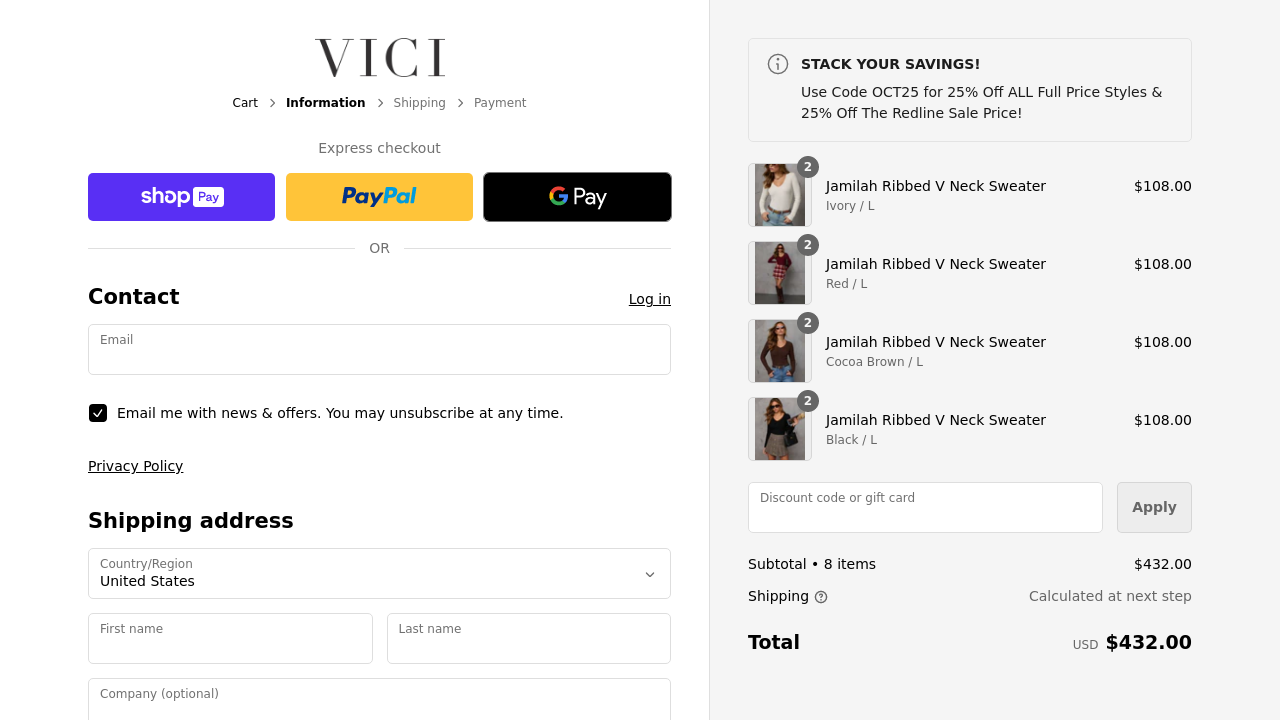 VICI
Cart > Information > Shipping > Payment
Express checkout
shop Pay
PayPal
G Pay
OR
Contact
Log in
Email
Email me with news & offers. You may unsubscribe at any time.
Privacy Policy
Shipping address
Country/Region
United States
First name
Last name
Company (optional)
STACK YOUR SAVINGS!
Use Code OCT25 for 25% Off ALL Full Price Styles &
25% Off The Redline Sale Price!
2
Jamilah Ribbed V Neck Sweater
Ivory / L
$108.00
2
Jamilah Ribbed V Neck Sweater
Red / L
$108.00
2
Jamilah Ribbed V Neck Sweater
Cocoa Brown / L
$108.00
2
Jamilah Ribbed V Neck Sweater
Black / L
$108.00
Discount code or gift card
Apply
Subtotal • 8 items
$432.00
Shipping
Calculated at next step
Total
USD $432.00